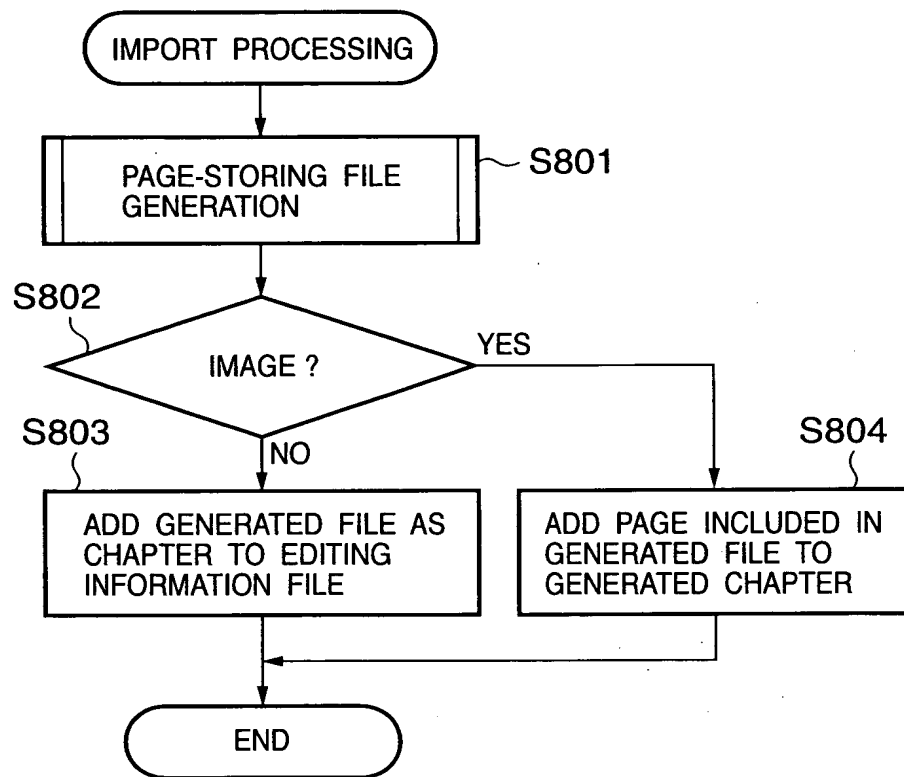 IMPORT PROCESSING
PAGE-STORING FILE
GENERATION
S801
S802
IMAGE ?
YES
NO
S803
ADD GENERATED FILE AS
CHAPTER TO EDITING
INFORMATION FILE
S804
ADD PAGE INCLUDED IN
GENERATED FILE TO
GENERATED CHAPTER
END